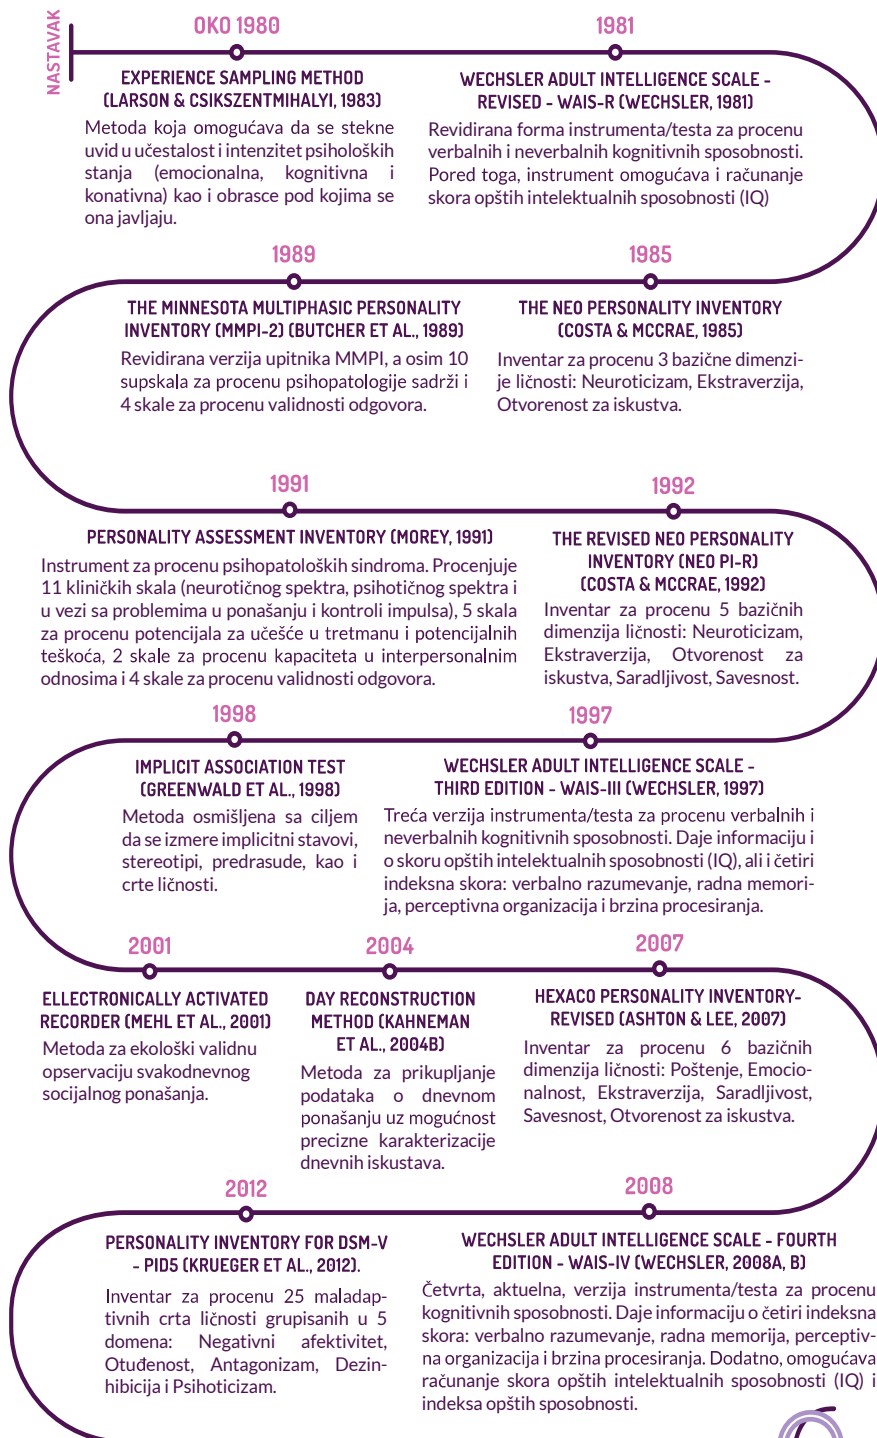 NASTAVAK
OKO 1980
EXPERIENCE SAMPLING METHOD
(LARSON & CSIKSZENTMIHALYI, 1983)
Metoda koja omogućava da se stekne
uvid u učestalost i intenzitet psiholoških
stanja (emocionalna, kognitivna i
konativna) kao i obrasce pod kojima se
ona javljaju.
1981
WECHSLER ADULT INTELLIGENCE SCALE -
REVISED - WAIS-R (WECHSLER, 1981)
Revidirana forma instrumenta/testa za procenu
verbalnih i neverbalnih kognitivnih sposobnosti.
Pored toga, instrument omogućava i računanje
skora opštih intelektualnih sposobnosti (IQ)
1985
THE NEO PERSONALITY INVENTORY
(COSTA & MCCRAE, 1985)
Inventar za procenu 3 bazične dimenzi-
je ličnosti: Neuroticizam, Ekstraverzija,
Otvorenost za iskustva.
1989
THE MINNESOTA MULTIPHASIC PERSONALITY
INVENTORY (MMPI-2) (BUTCHER ET AL., 1989)
Revidirana verzija upitnika MMPI, a osim 10
supskala za procenu psihopatologije sadrži i
4 skale za procenu validnosti odgovora.
1991
PERSONALITY ASSESSMENT INVENTORY (MOREY, 1991)
Instrument za procenu psihopatoloških sindroma. Procenjuje
11 kliničkih skala (neurotičnog spektra, psihotičnog spektra i
u vezi sa problemima u ponašanju i kontroli impulsa), 5 skala
za procenu potencijala za učešće u tretmanu i potencijalnih
teškoća, 2 skale za procenu kapaciteta u interpersonalnim
odnosima i 4 skale za procenu validnosti odgovora.
1992
THE REVISED NEO PERSONALITY
INVENTORY (NEO PI-R)
(COSTA & MCCRAE, 1992)
Inventar za procenu 5 bazičnih
dimenzija ličnosti: Neuroticizam,
Ekstraverzija, Otvorenost za
iskustva, Saradljivost, Savesnost.
1997
WECHSLER ADULT INTELLIGENCE SCALE -
THIRD EDITION - WAIS-III (WECHSLER, 1997)
Treća verzija instrumenta/testa za procenu verbalnih i
neverbalnih kognitivnih sposobnosti. Daje informaciju i
o skoru opštih intelektualnih sposobnosti (IQ), ali i četiri
indeksna skora: verbalno razumevanje, radna memori-
ja, perceptivna organizacija i brzina procesiranja.
1998
IMPLICIT ASSOCIATION TEST
(GREENWALD ET AL., 1998)
Metoda osmišljena sa ciljem
da se izmere implicitni stavovi,
stereotipi, predrasude, kao i
crte ličnosti.
2001
ELLECTRONICALLY ACTIVATED
RECORDER (MEHL ET AL., 2001)
Metoda za ekološki validnu
opservaciju svakodnevnog
socijalnog ponašanja.
2004
DAY RECONSTRUCTION
METHOD (KAHNEMAN
ET AL., 2004B)
Metoda za prikupljanje
podataka o dnevnom
ponašanju uz mogućnost
precizne karakterizacije
dnevnih iskustava.
2007
HEXACO PERSONALITY INVENTORY-
REVISED (ASHTON & LEE, 2007)
Inventar za procenu 6 bazičnih
dimenzija ličnosti: Poštenje, Emocio-
nalnost, Ekstraverzija, Saradljivost,
Savesnost, Otvorenost za iskustva.
2008
WECHSLER ADULT INTELLIGENCE SCALE - FOURTH
EDITION - WAIS-IV (WECHSLER, 2008A, B)
Četvrta, aktuelna, verzija instrumenta/testa za procenu
kognitivnih sposobnosti. Daje informaciju o četiri indeksna
skora: verbalno razumevanje, radna memorija, perceptiv-
na organizacija i brzina procesiranja. Dodatno, omogućava
računanje skora opštih intelektualnih sposobnosti (IQ) i
indeksa opštih sposobnosti.
2012
PERSONALITY INVENTORY FOR DSM-V
- PID5 (KRUEGER ET AL., 2012).
Inventar za procenu 25 maladap-
tivnih crta ličnosti grupisanih u 5
domena: Negativni afektivitet,
Otuđenost, Antagonizam, Dezin-
hibicija i Psihoticizam.